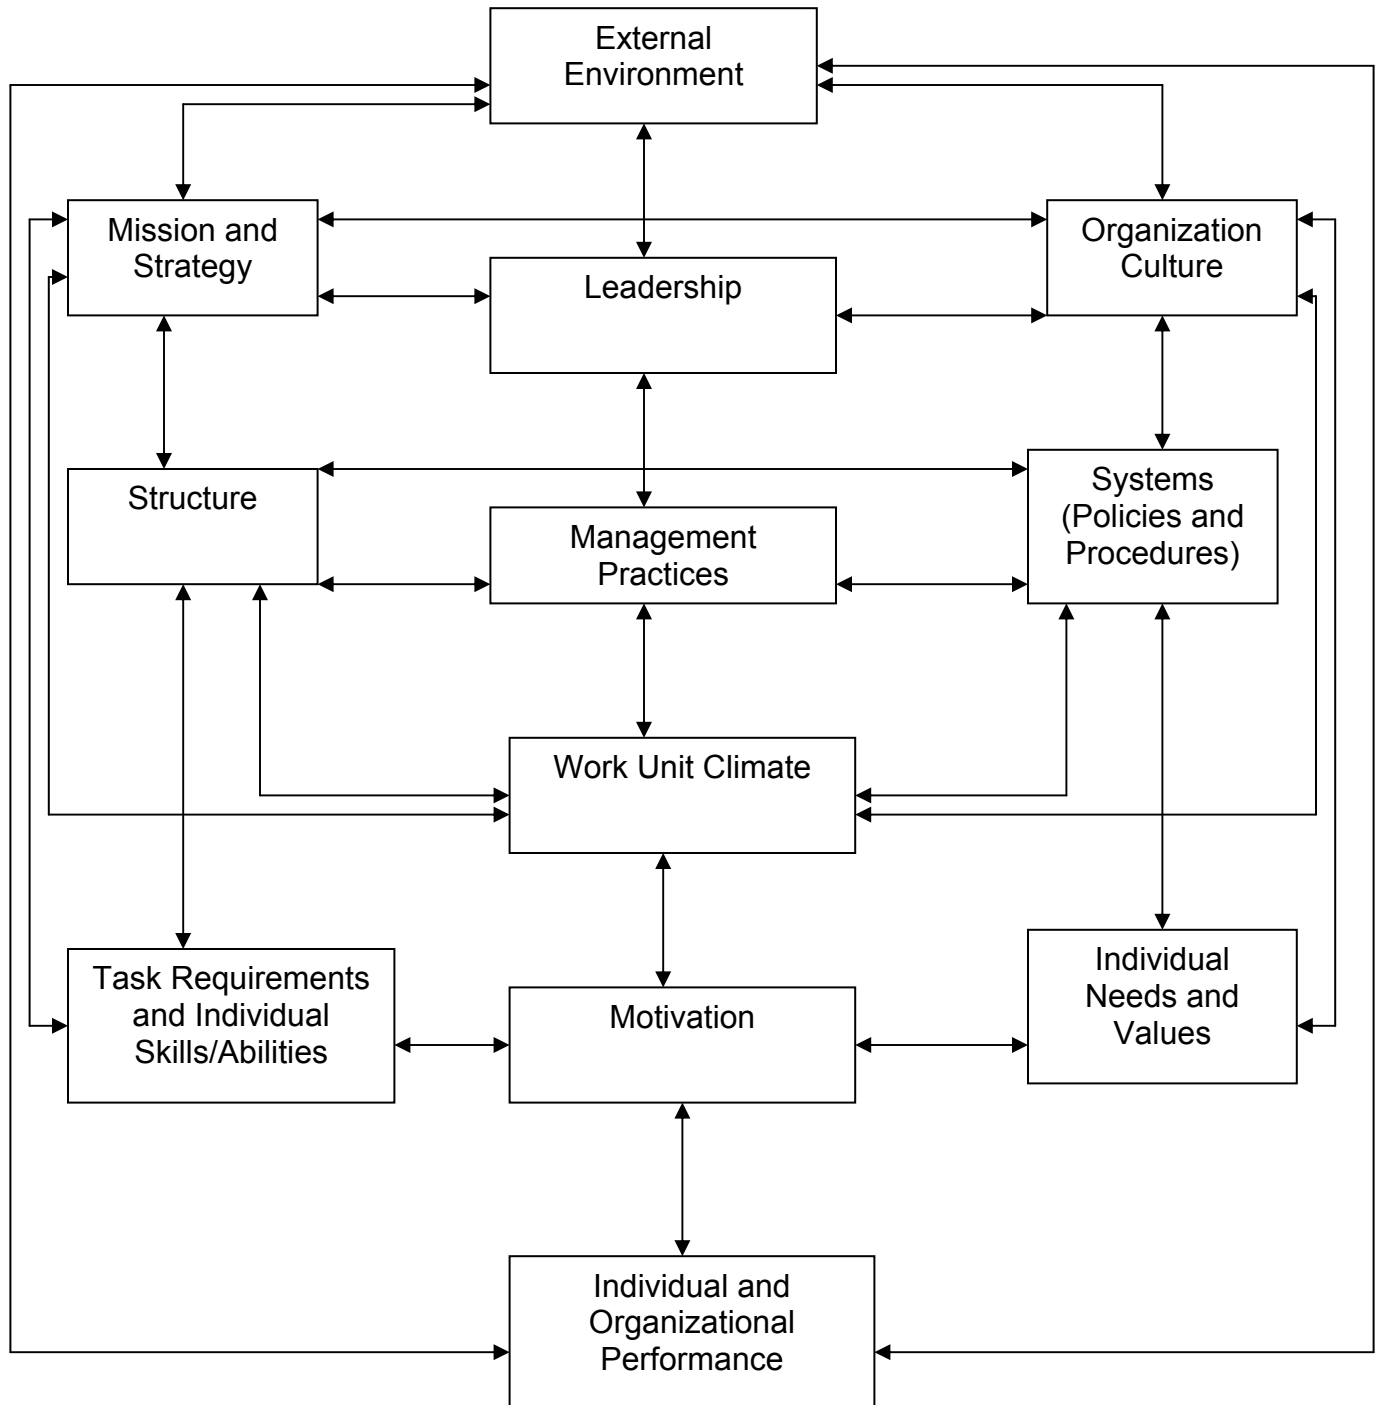 External
Environment
Mission and
Strategy
Organization
Culture
Leadership
Structure
Systems
(Policies and
Procedures)
Management
Practices
Work Unit Climate
Task Requirements
and Individual
Skills/Abilities
Motivation
Individual
Needs and
Values
Individual and
Organizational
Performance